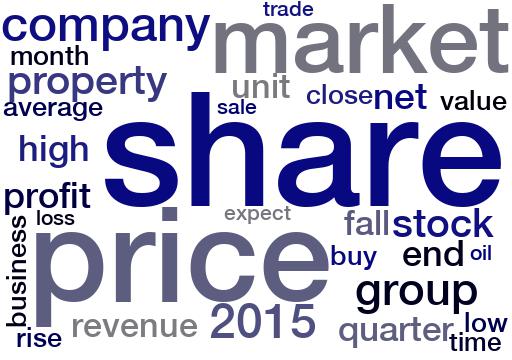 trade
company
market
month
property
unit
close
net
value
average
sale
high
share
profit
loss
expect
fall
stock
business
price
buy
end
oil
group
rise
revenue
2015
quarter
low
time